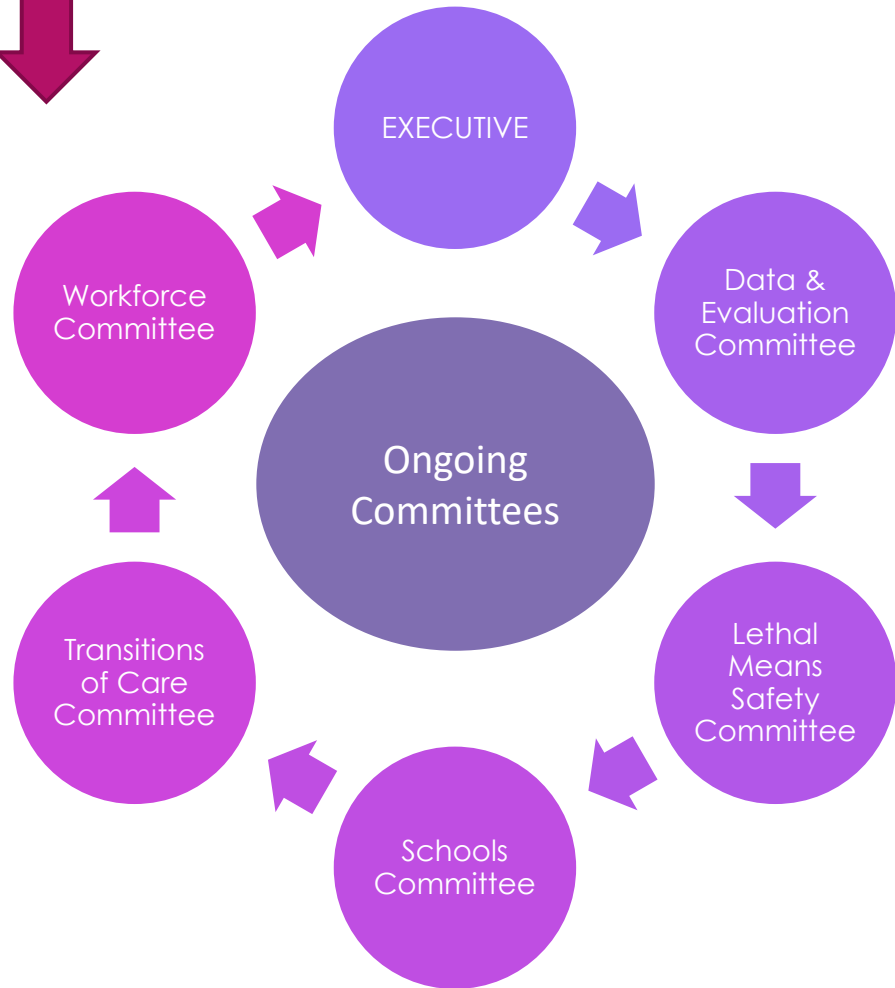 EXECUTIVE
Data &
Evaluation
Committee
Lethal
Means
Safety
Committee
Schools
Committee
Transitions
of Care
Committee
Workforce
Committee
Ongoing
Committees